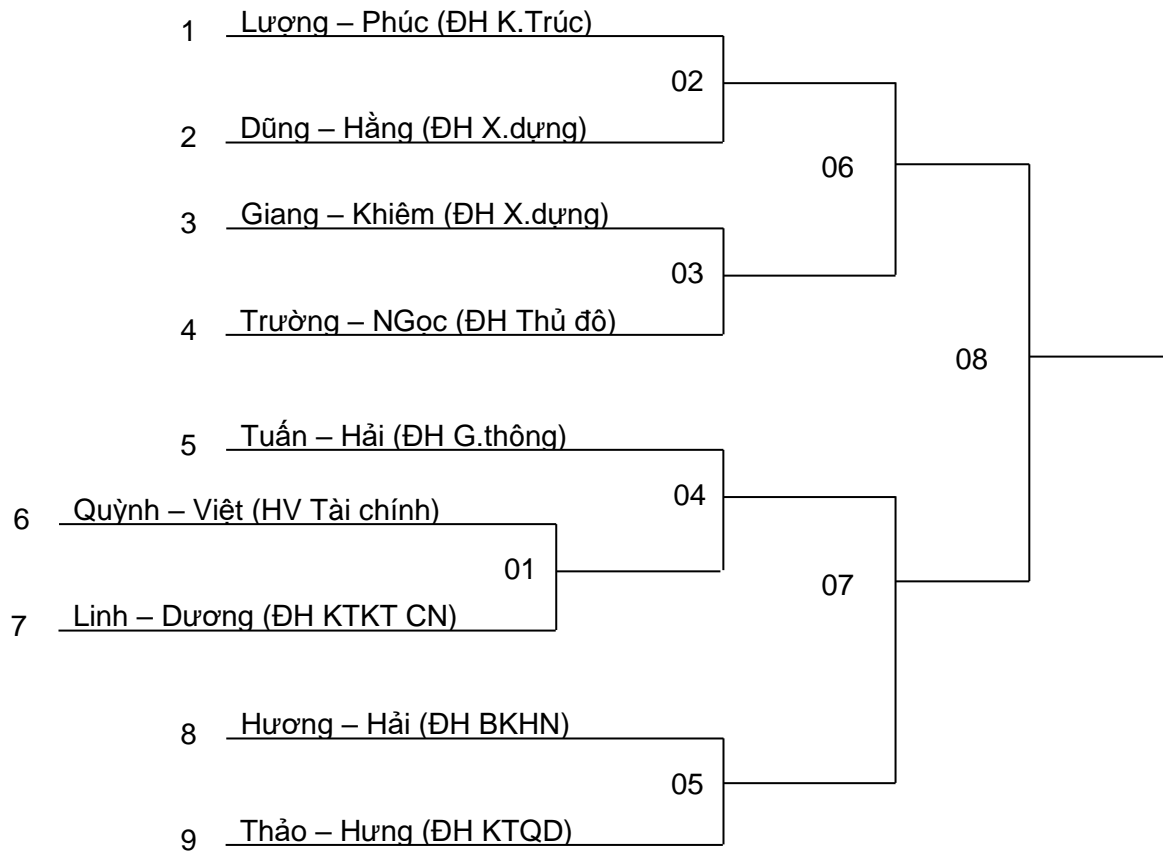 1 Lượng – Phúc (ĐH K.Trúc)
02
2 Dũng – Hằng (ĐH X.dựng)
06
3 Giang – Khiêm (ĐH X.dựng)
03
4 Trường – NGọc (ĐH Thủ đô)
08
5 Tuấn – Hải (ĐH G.thông)
04
6 Quỳnh – Việt (HV Tài chính)
01
07
7 Linh – Dương (ĐH KTKT CN)
8 Hương – Hải (ĐH BKHN)
05
9 Thảo – Hưng (ĐH KTQD)